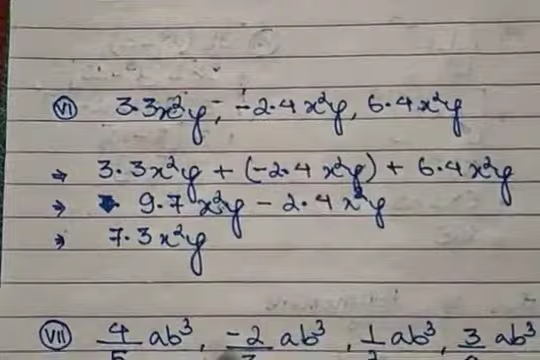 (VI) 3.3x²y, -2.4x²y, 6.4x²y
⇒ 3.3x²y + (-2.4x²y) + 6.4x²y
⇒ 9.7x²y - 2.4x²y
⇒ 7.3x²y
(VII) 4/5 ab³, -2/3 ab³, 1/ ab³, 3/ ab³